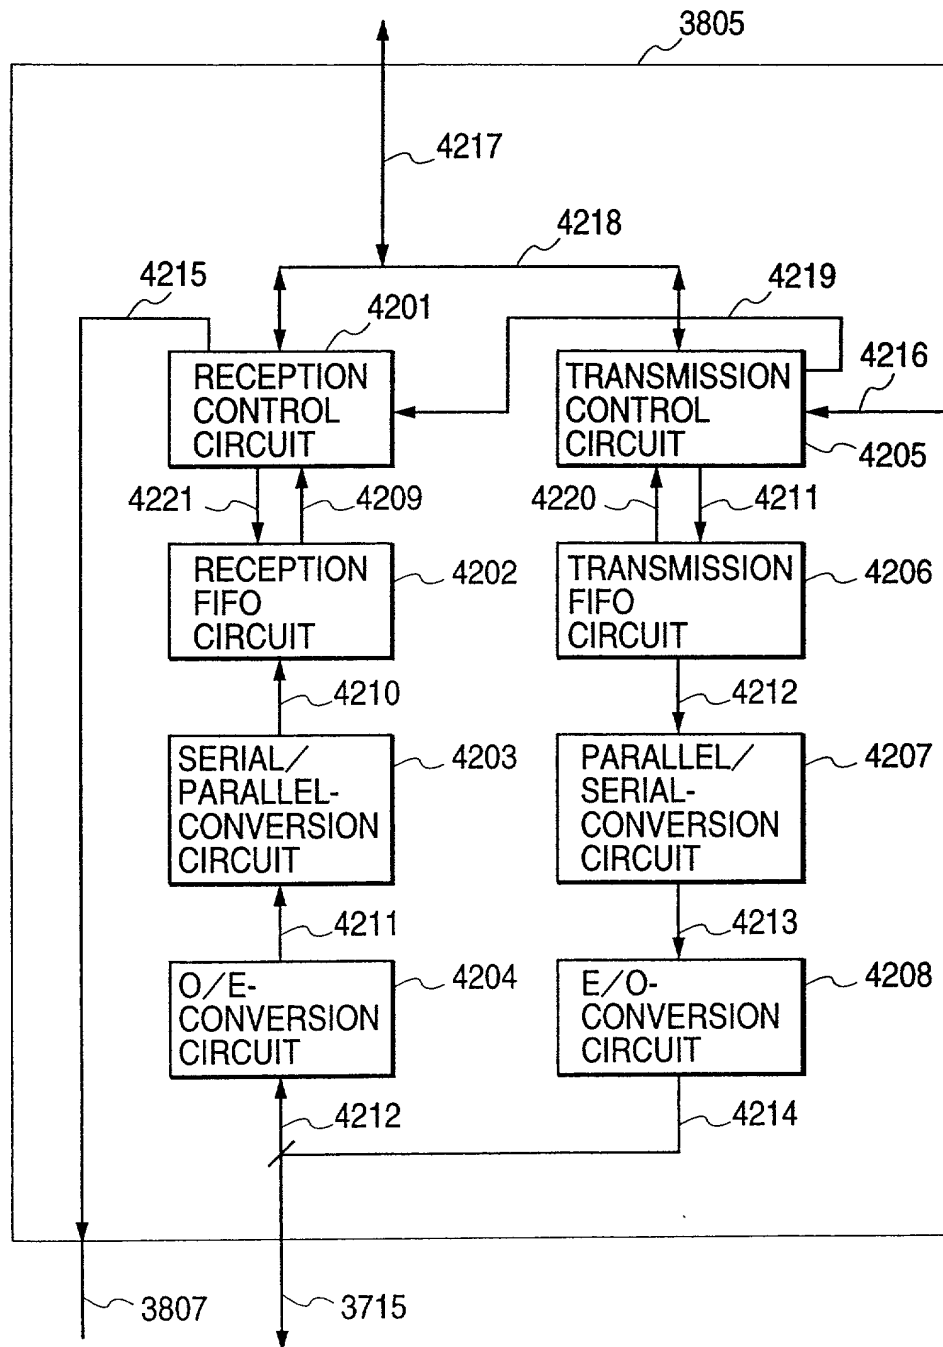 3805
4217
4218
4215
4201
4219
4216
RECEPTION
CONTROL
CIRCUIT
TRANSMISSION
CONTROL
CIRCUIT
4205
4221
4209
4220
4211
RECEPTION
FIFO
CIRCUIT
4202
TRANSMISSION
FIFO
CIRCUIT
4206
4210
4212
SERIAL/
PARALLEL-
CONVERSION
CIRCUIT
4203
PARALLEL/
SERIAL-
CONVERSION
CIRCUIT
4207
4211
4213
O/E-
CONVERSION
CIRCUIT
4204
E/O-
CONVERSION
CIRCUIT
4208
4212
4214
3807
3715